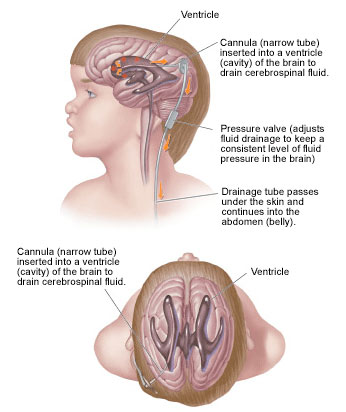 Ventricle
Cannula (narrow tube)
inserted into a ventricle
(cavity) of the brain to
drain cerebrospinal fluid.
Pressure valve (adjusts
fluid drainage to keep a
consistent level of fluid
pressure in the brain)
Drainage tube passes
under the skin and
continues into the
abdomen (belly).
Cannula (narrow tube)
inserted into a ventricle
(cavity) of the brain to
drain cerebrospinal fluid.
Ventricle